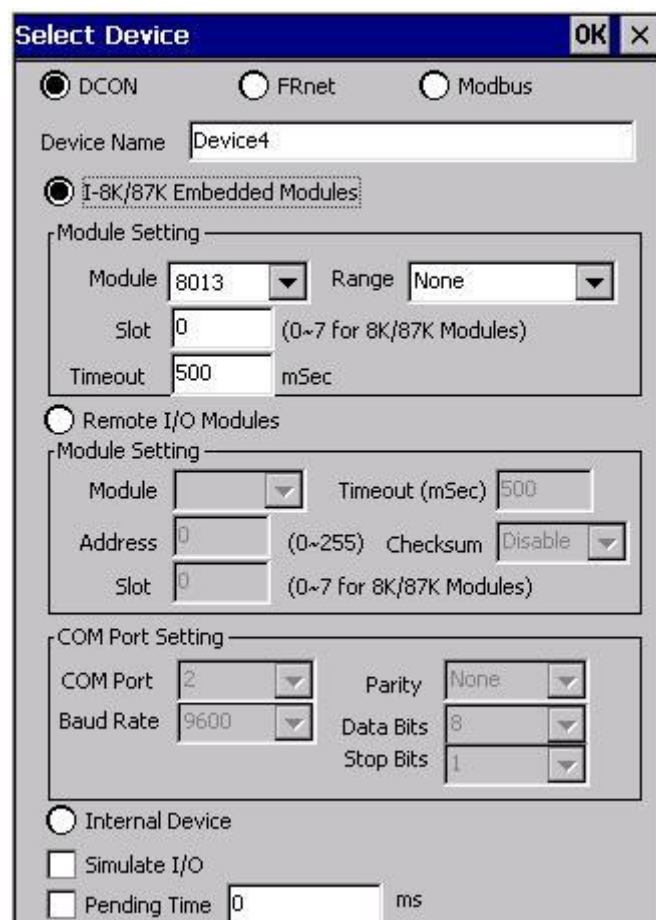 Select Device OK ×
DCON FRnet Modbus
Device Name Device4
I-8K/87K Embedded Modules
Module Setting
Module 8013 Range None
Slot 0 (0~7 for 8K/87K Modules)
Timeout 500 mSec
Remote I/O Modules
Module Setting
Module Timeout (mSec) 500
Address 0 (0~255) Checksum Disable
Slot 0 (0~7 for 8K/87K Modules)
COM Port Setting
COM Port 2 Parity None
Baud Rate 9600 Data Bits 8
Stop Bits 1
Internal Device
Simulate I/O
Pending Time 0 ms